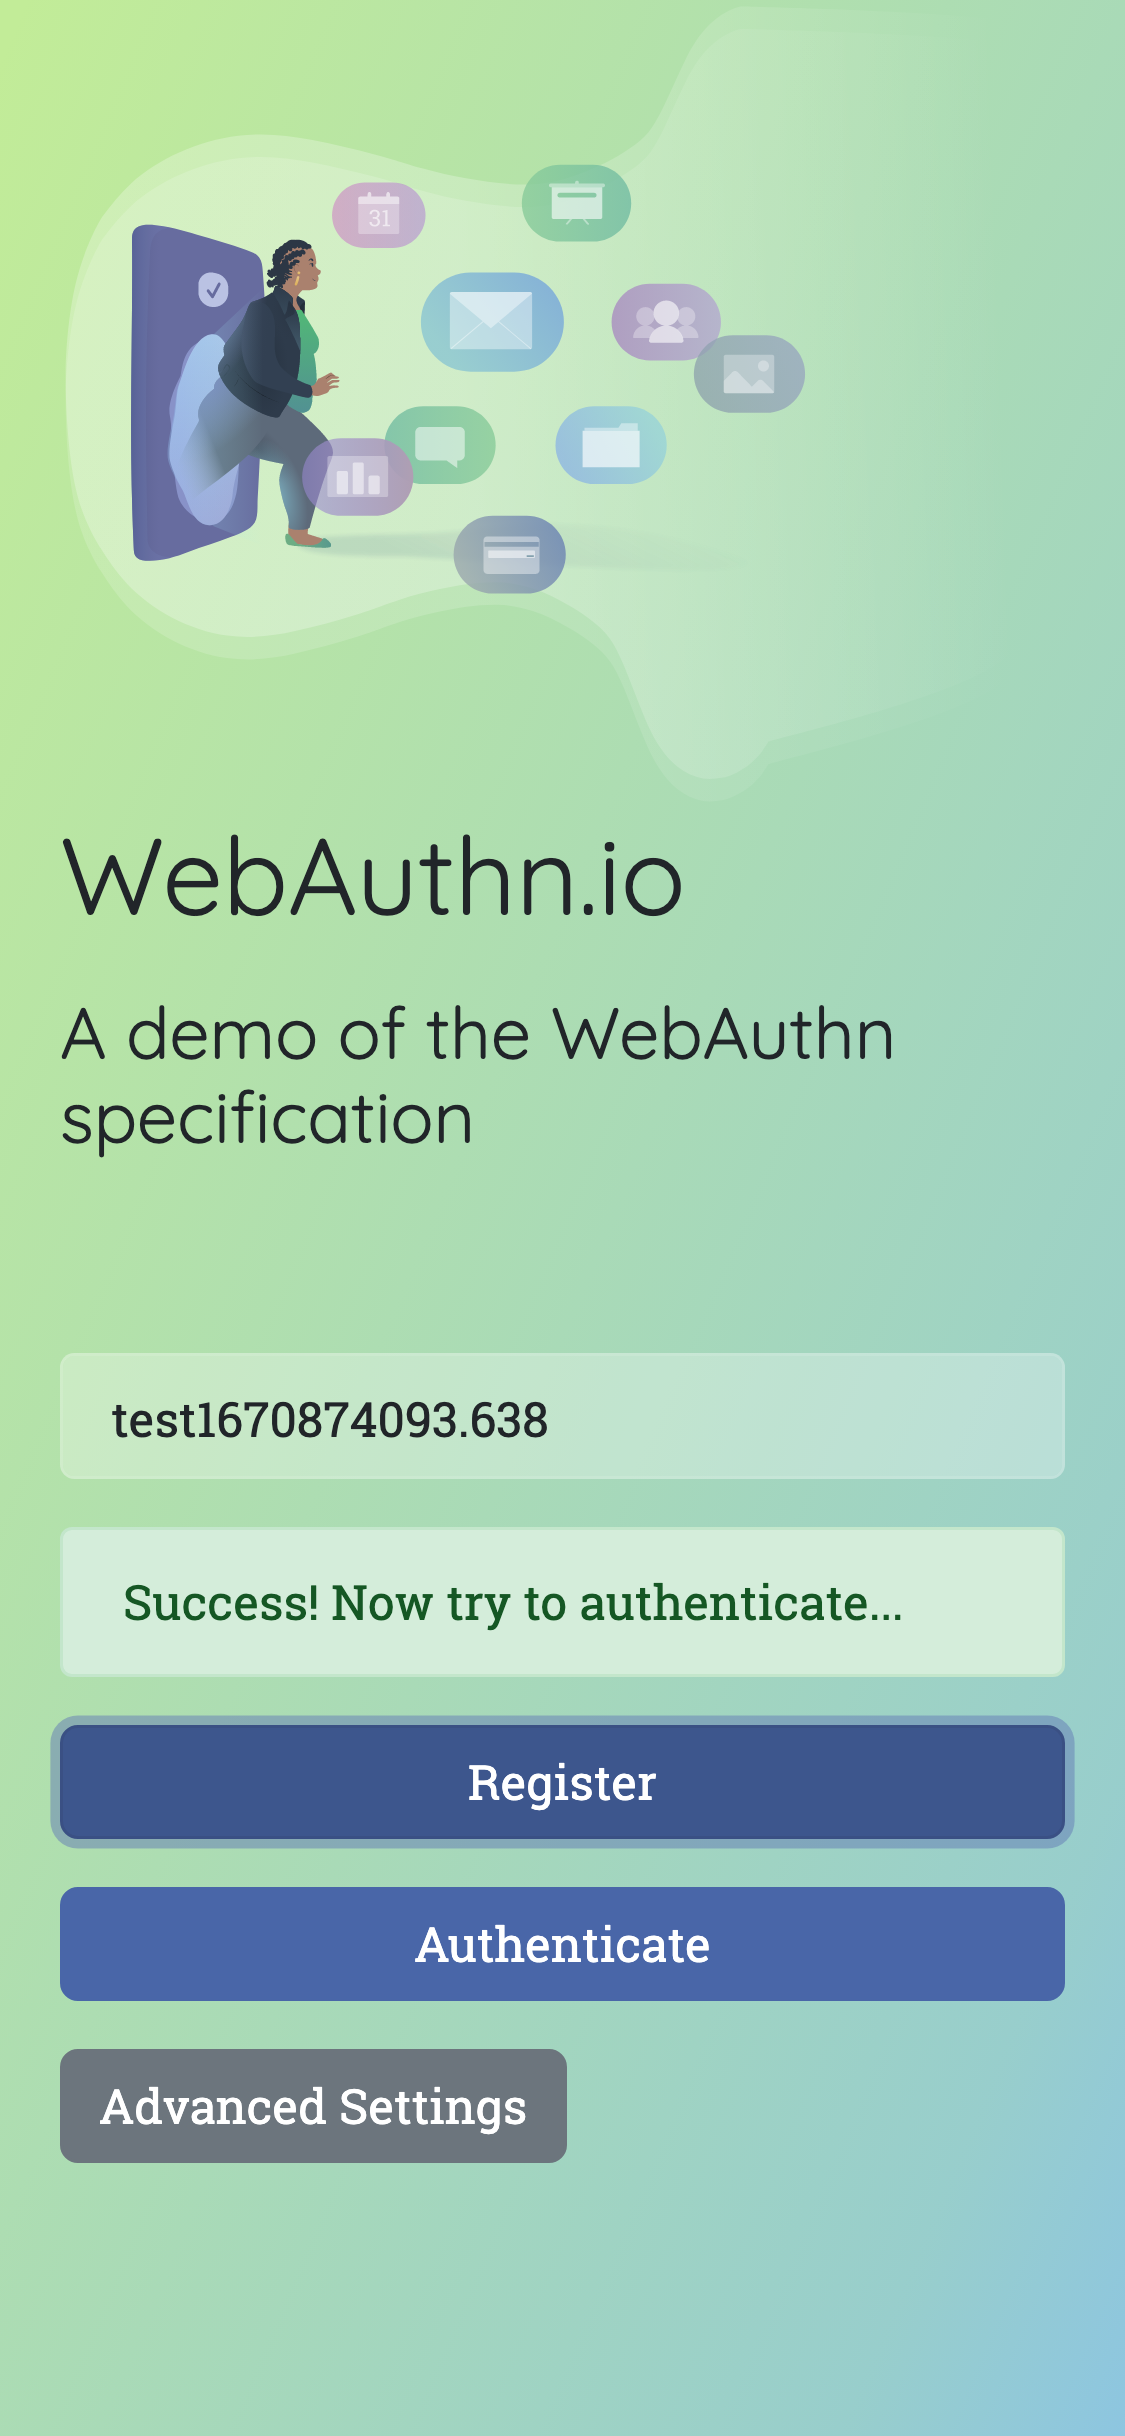 31
WebAuthn.io
A demo of the WebAuthn
specification
test1670874093.638
Success! Now try to authenticate...
Register
Authenticate
Advanced Settings